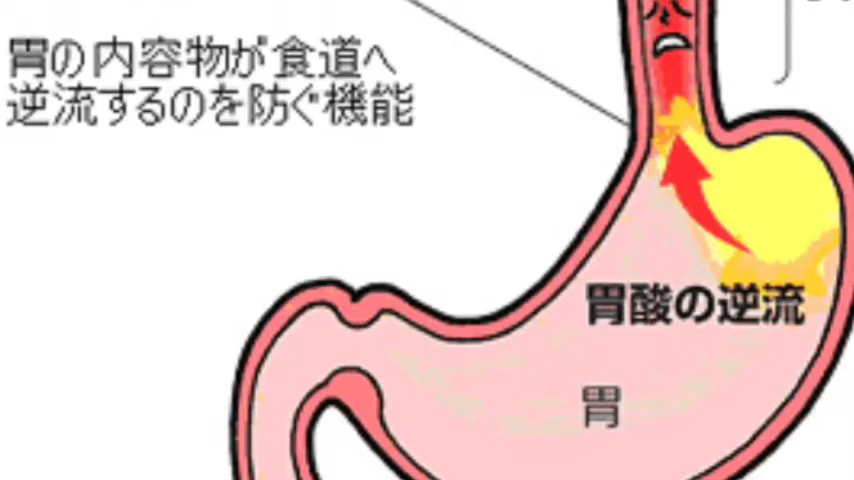 胃の内容物が食道へ
逆流するのを防ぐ機能
胃酸の逆流
胃